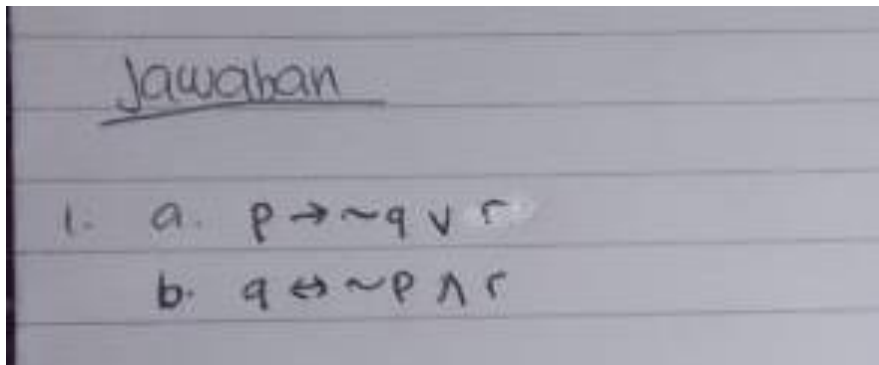 Jawaban
1. a. p → ~q ∨ r
b. q ↔ ~p ∧ r